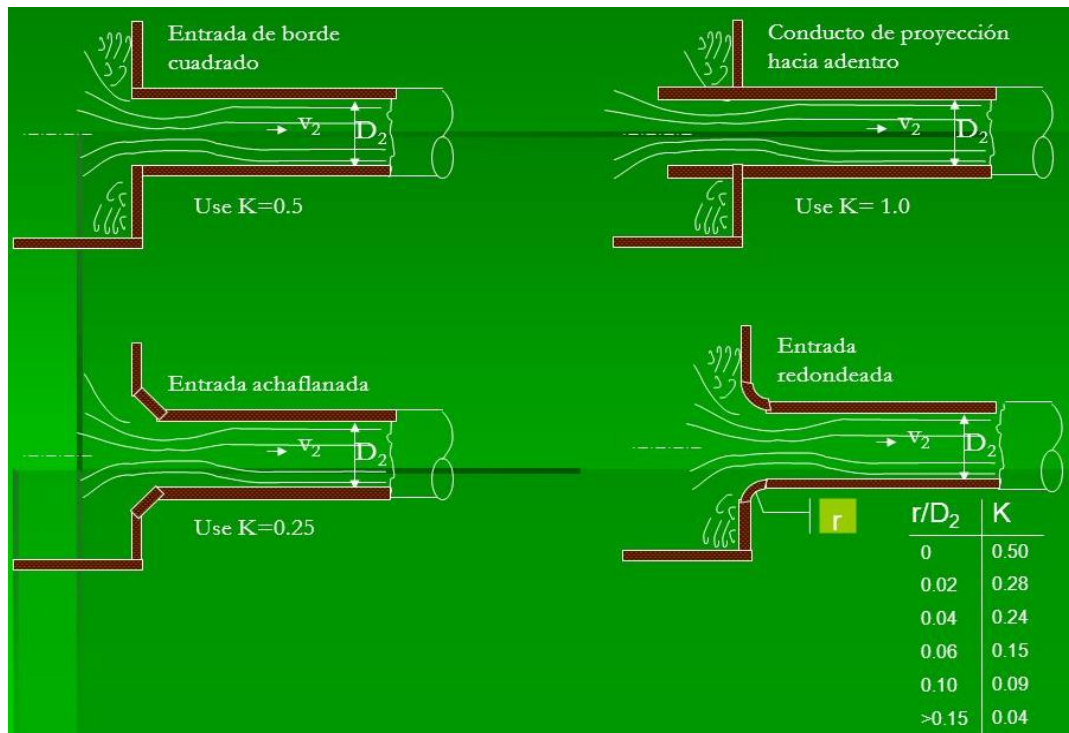 Entrada de borde
cuadrado
v₂
D₂
Use K=0.5
Conducto de proyección
hacia adentro
v₂
D₂
Use K= 1.0
Entrada achaflanada
v₂
D₂
Use K=0.25
Entrada
redondeada
v₂
D₂
r
r/D₂ K
0 0.50
0.02 0.28
0.04 0.24
0.06 0.15
0.10 0.09
>0.15 0.04